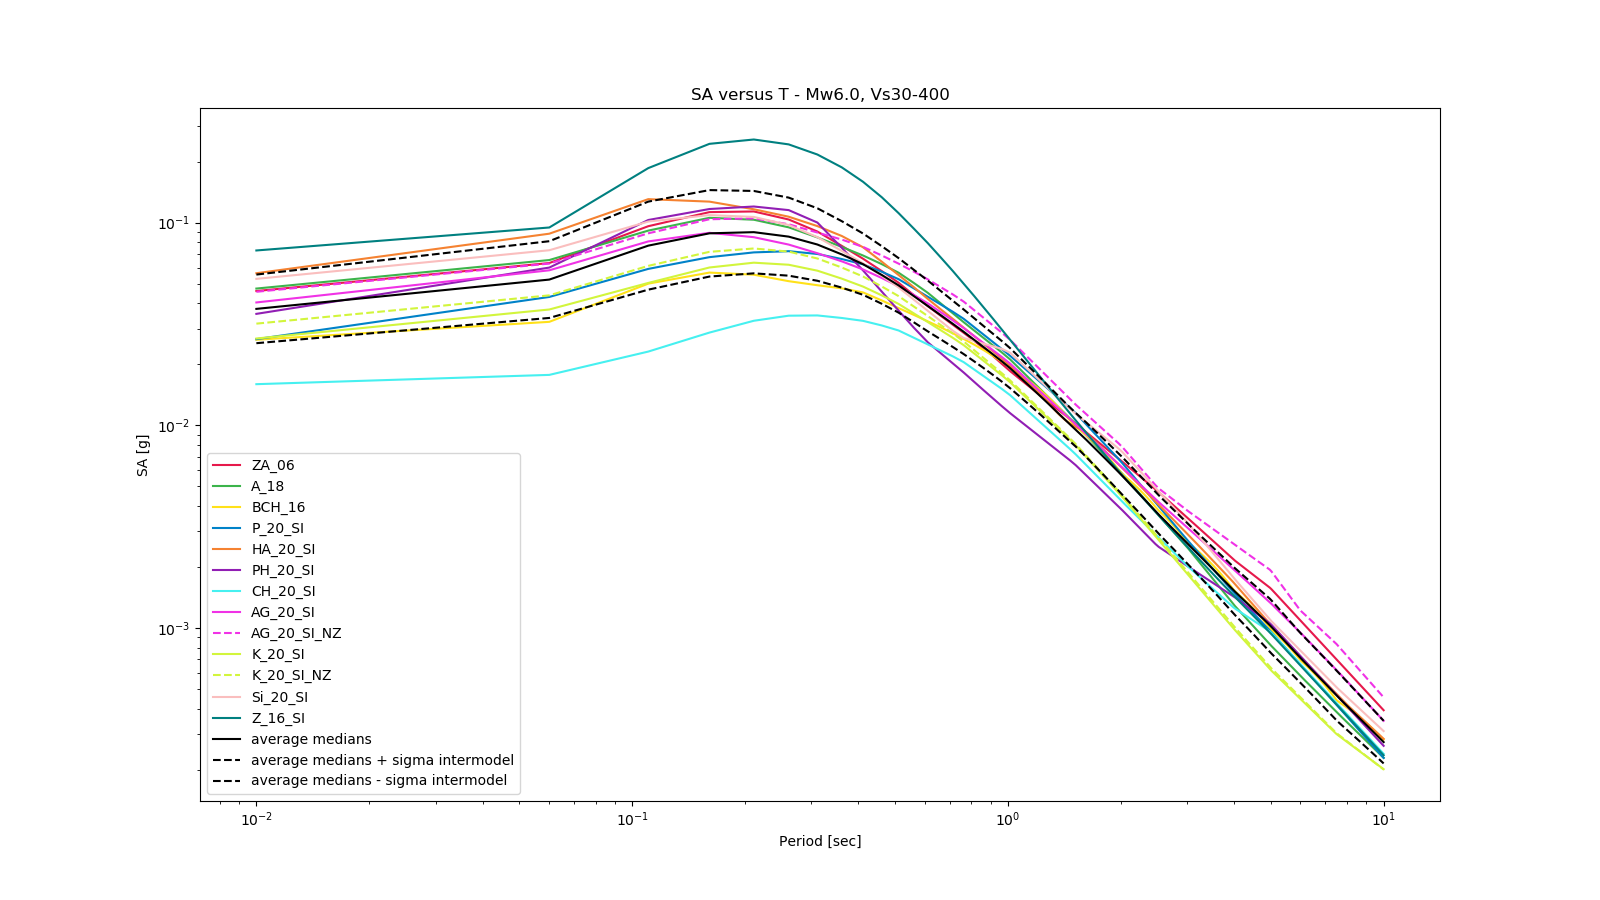 SA versus T - Mw6.0, Vs30-400
SA [g]
10⁻¹
10⁻²
10⁻³
ZA_06
A_18
BCH_16
P_20_SI
HA_20_SI
PH_20_SI
CH_20_SI
AG_20_SI
AG_20_SI_NZ
K_20_SI
K_20_SI_NZ
Si_20_SI
Z_16_SI
average medians
average medians + sigma intermodel
average medians - sigma intermodel
10⁻² 10⁻¹ 10⁰ 10¹
Period [sec]